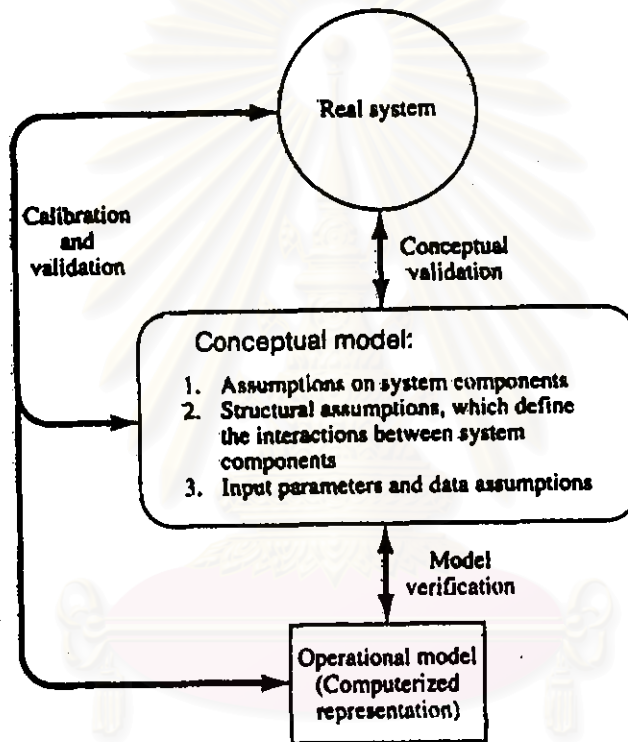 Real system
Calibration
and
validation
Conceptual
validation
Conceptual model:
1. Assumptions on system components
2. Structural assumptions, which define
the interactions between system
components
3. Input parameters and data assumptions
Model
verification
Operational model
(Computerized
representation)